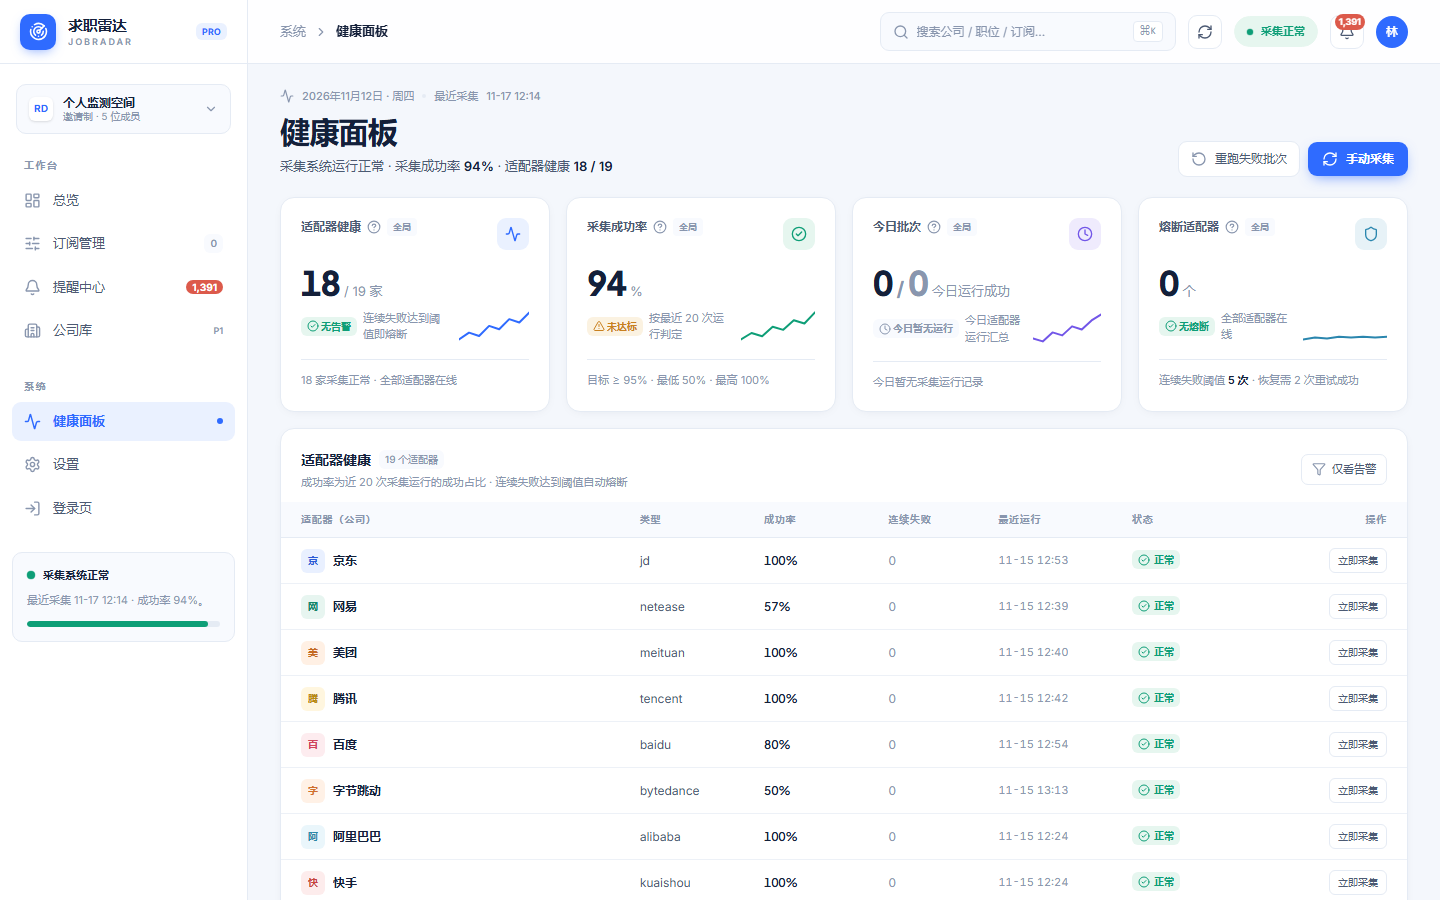 求职雷达
JOBRADAR
PRO
系统 › 健康面板
搜索公司 / 职位 / 订阅...
⌘K
采集正常
1,391
林
RD
个人监测空间
邀请制 · 5 位成员
工作台
总览
订阅管理 0
提醒中心 1,391
公司库 P1
系统
健康面板
设置
登录页
采集系统正常
最近采集 11-17 12:14 · 成功率 94%。
2026年11月12日 · 周四 最近采集 11-17 12:14
健康面板
采集系统运行正常 · 采集成功率 94% · 适配器健康 18 / 19
重跑失败批次
手动采集
适配器健康 全局
18 / 19 家
无告警
连续失败达到阈
值即熔断
18 家采集正常 · 全部适配器在线
采集成功率 全局
94 %
未达标
按最近 20 次运
行判定
目标 ≥ 95% · 最低 50% · 最高 100%
今日批次 全局
0 / 0 今日运行成功
今日暂无运行
今日适配器
运行汇总
今日暂无采集运行记录
熔断适配器 全局
0 个
无熔断
全部适配器在
线
连续失败阈值 5 次 · 恢复需 2 次重试成功
适配器健康 19 个适配器
成功率为近 20 次采集运行的成功占比 · 连续失败达到阈值自动熔断
仅看告警
适配器（公司） 类型 成功率 连续失败 最近运行 状态 操作
京 京东 jd 100% 0 11-15 12:53 正常 立即采集
网 网易 netease 57% 0 11-15 12:39 正常 立即采集
美 美团 meituan 100% 0 11-15 12:40 正常 立即采集
腾 腾讯 tencent 100% 0 11-15 12:42 正常 立即采集
百 百度 baidu 80% 0 11-15 12:54 正常 立即采集
字 字节跳动 bytedance 50% 0 11-15 13:13 正常 立即采集
阿 阿里巴巴 alibaba 100% 0 11-15 12:24 正常 立即采集
快 快手 kuaishou 100% 0 11-15 12:24 正常 立即采集